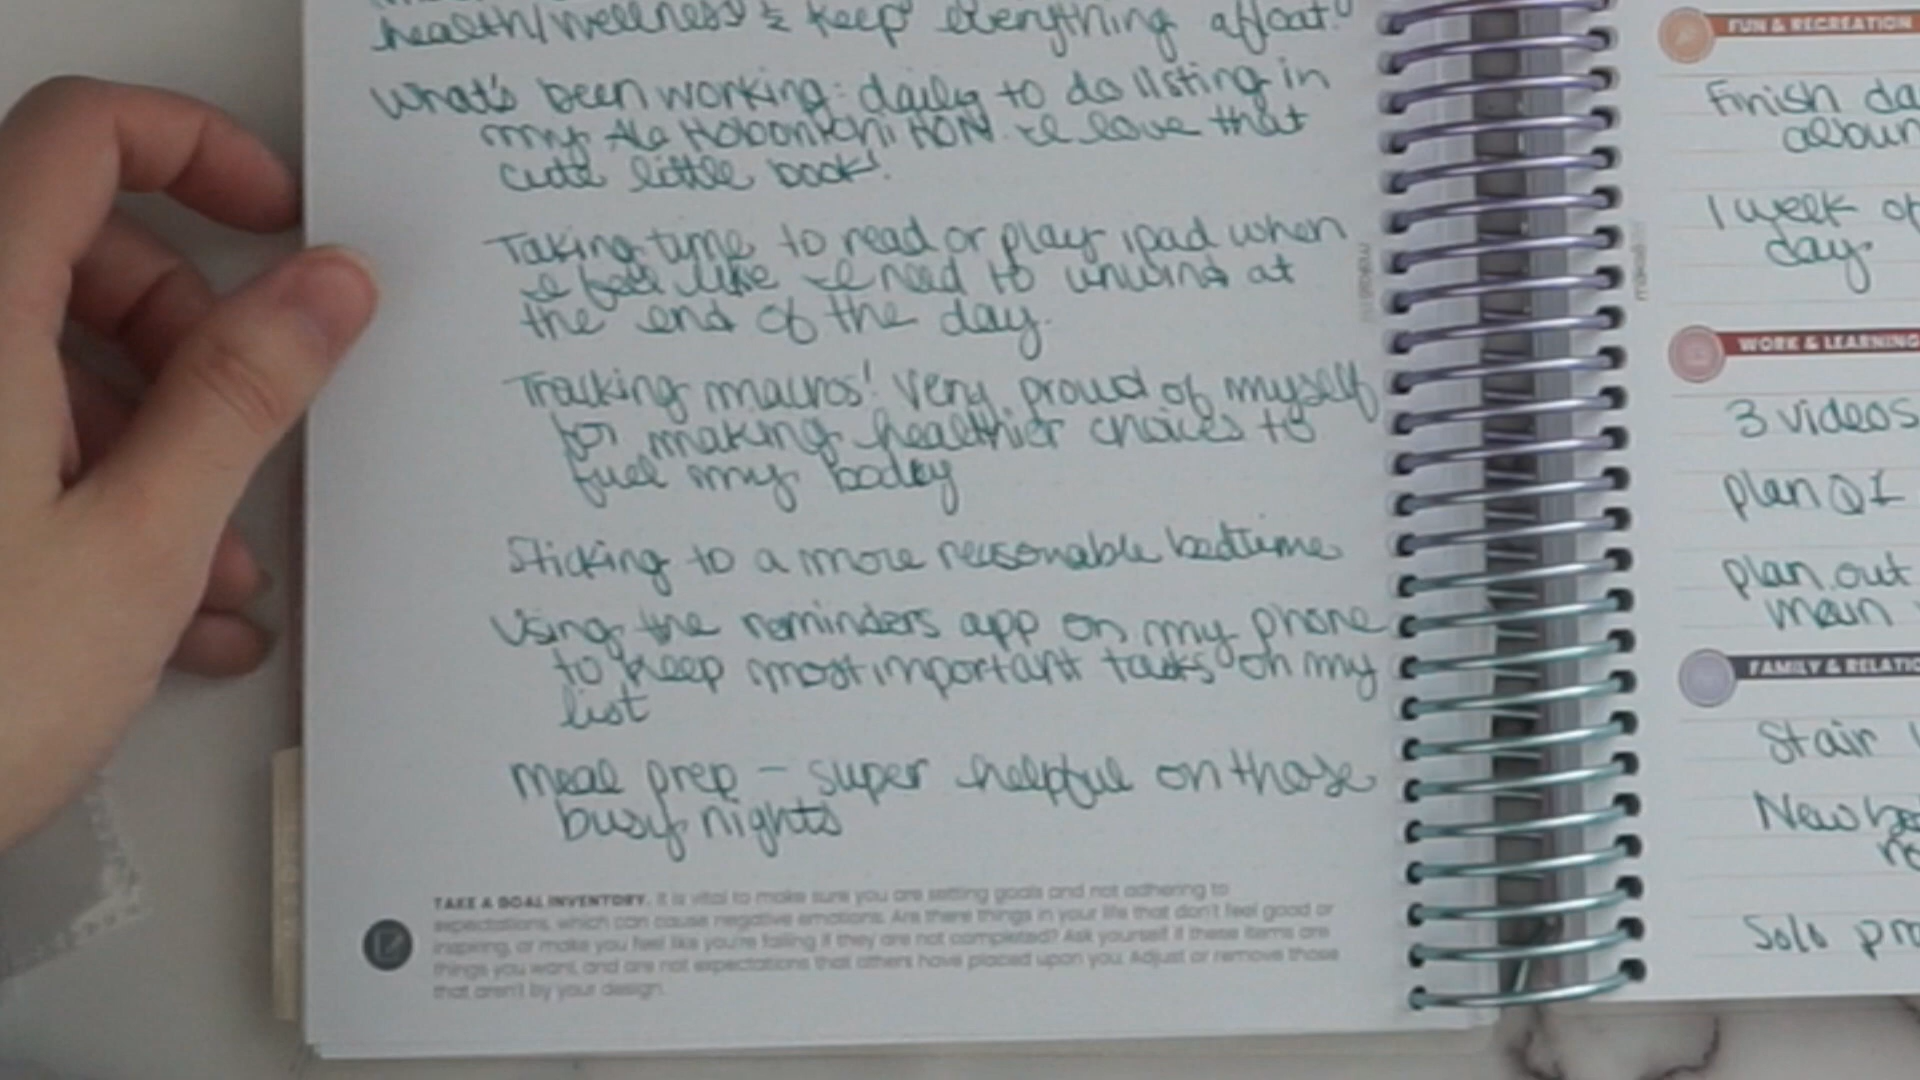 health/wellness & keep everything afloat!
What's been working: daily to do listing in
my A6 Hobonichi HON. I love that
cute little book!
Taking time to read or play ipad when
I feel like I need to unwind at
the end of the day.
Tracking macros! Very proud of myself
for making healthier choices to
fuel my body
Sticking to a more reasonable bedtime
Using the reminders app on my phone
to keep most important tasks on my
list
Meal prep - super helpful on those
busy nights
TAKE A GOAL INVENTORY. It is vital to make sure you are setting goals and not adhering to
expectations, which can cause negative emotions. Are there things in your life that don't feel good or
inspiring, or make you feel like you're failing if they are not completed? Ask yourself if these items are
things you want, and are not expectations that others have placed upon you. Adjust or remove those
that aren't by your design.
FUN & RECREATION
Finish da
album
1 week of
day
WORK & LEARNING
3 videos
plan Q1
plan out
main
FAMILY & RELATIO
Stair
New
Solo pro